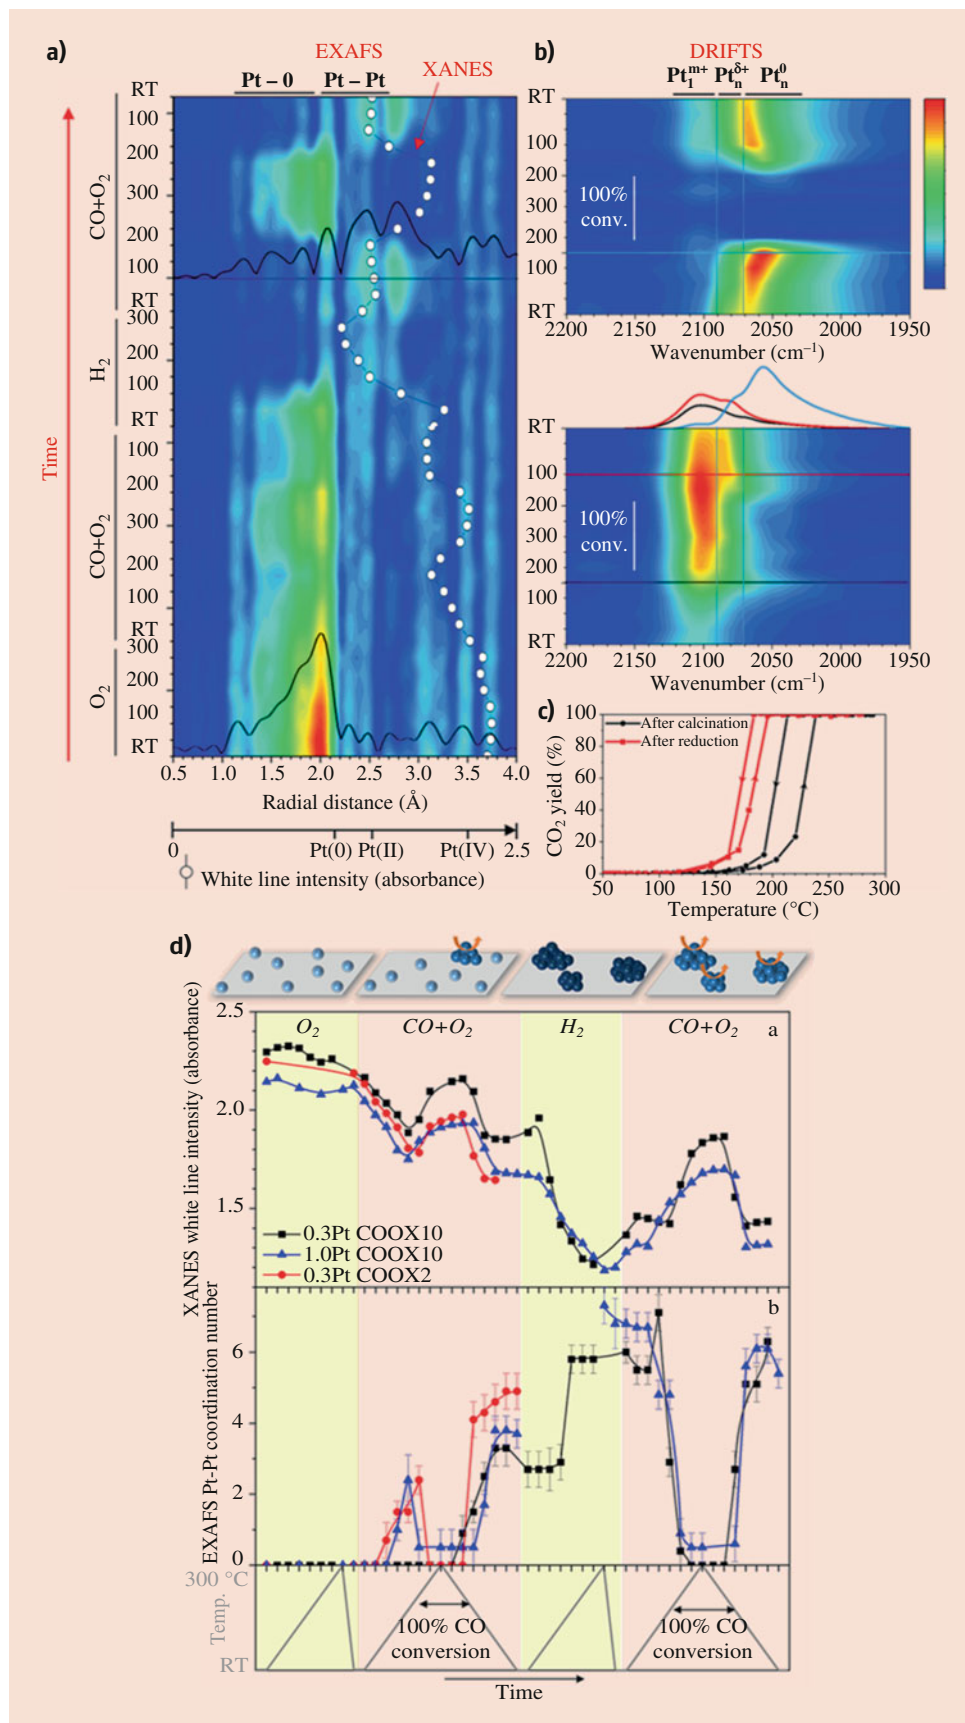 a)
EXAFS
Pt – 0 Pt – Pt
XANES
RT
100
200
300
200
100
RT
300
200
100
RT
100
200
300
200
100
RT
300
200
100
RT
CO+O2
H2
CO+O2
O2
Time
0.5 1.0 1.5 2.0 2.5 3.0 3.5 4.0
Radial distance (Å)
0 Pt(0) Pt(II) Pt(IV) 2.5
White line intensity (absorbance)
b)
DRIFTS
Pt₁ᵐ⁺ Ptₙᵟ⁺ Ptₙ⁰
RT
100
200
300
200
100
RT
100%
conv.
2200 2150 2100 2050 2000 1950
Wavenumber (cm⁻¹)
RT
100
200
300
200
100
RT
100%
conv.
2200 2150 2100 2050 2000 1950
Wavenumber (cm⁻¹)
c)
100
80
60
40
20
0
CO₂ yield (%)
After calcination
After reduction
50 100 150 200 250 300
Temperature (°C)
d)
O₂ CO+O₂ H₂ CO+O₂ a
2.5
2.0
1.5
XANES white line intensity (absorbance)
0.3Pt COOX10
1.0Pt COOX10
0.3Pt COOX2
b
6
4
2
0
EXAFS Pt-Pt coordination number
300 °C
Temp.
RT
100% CO
conversion
100% CO
conversion
Time